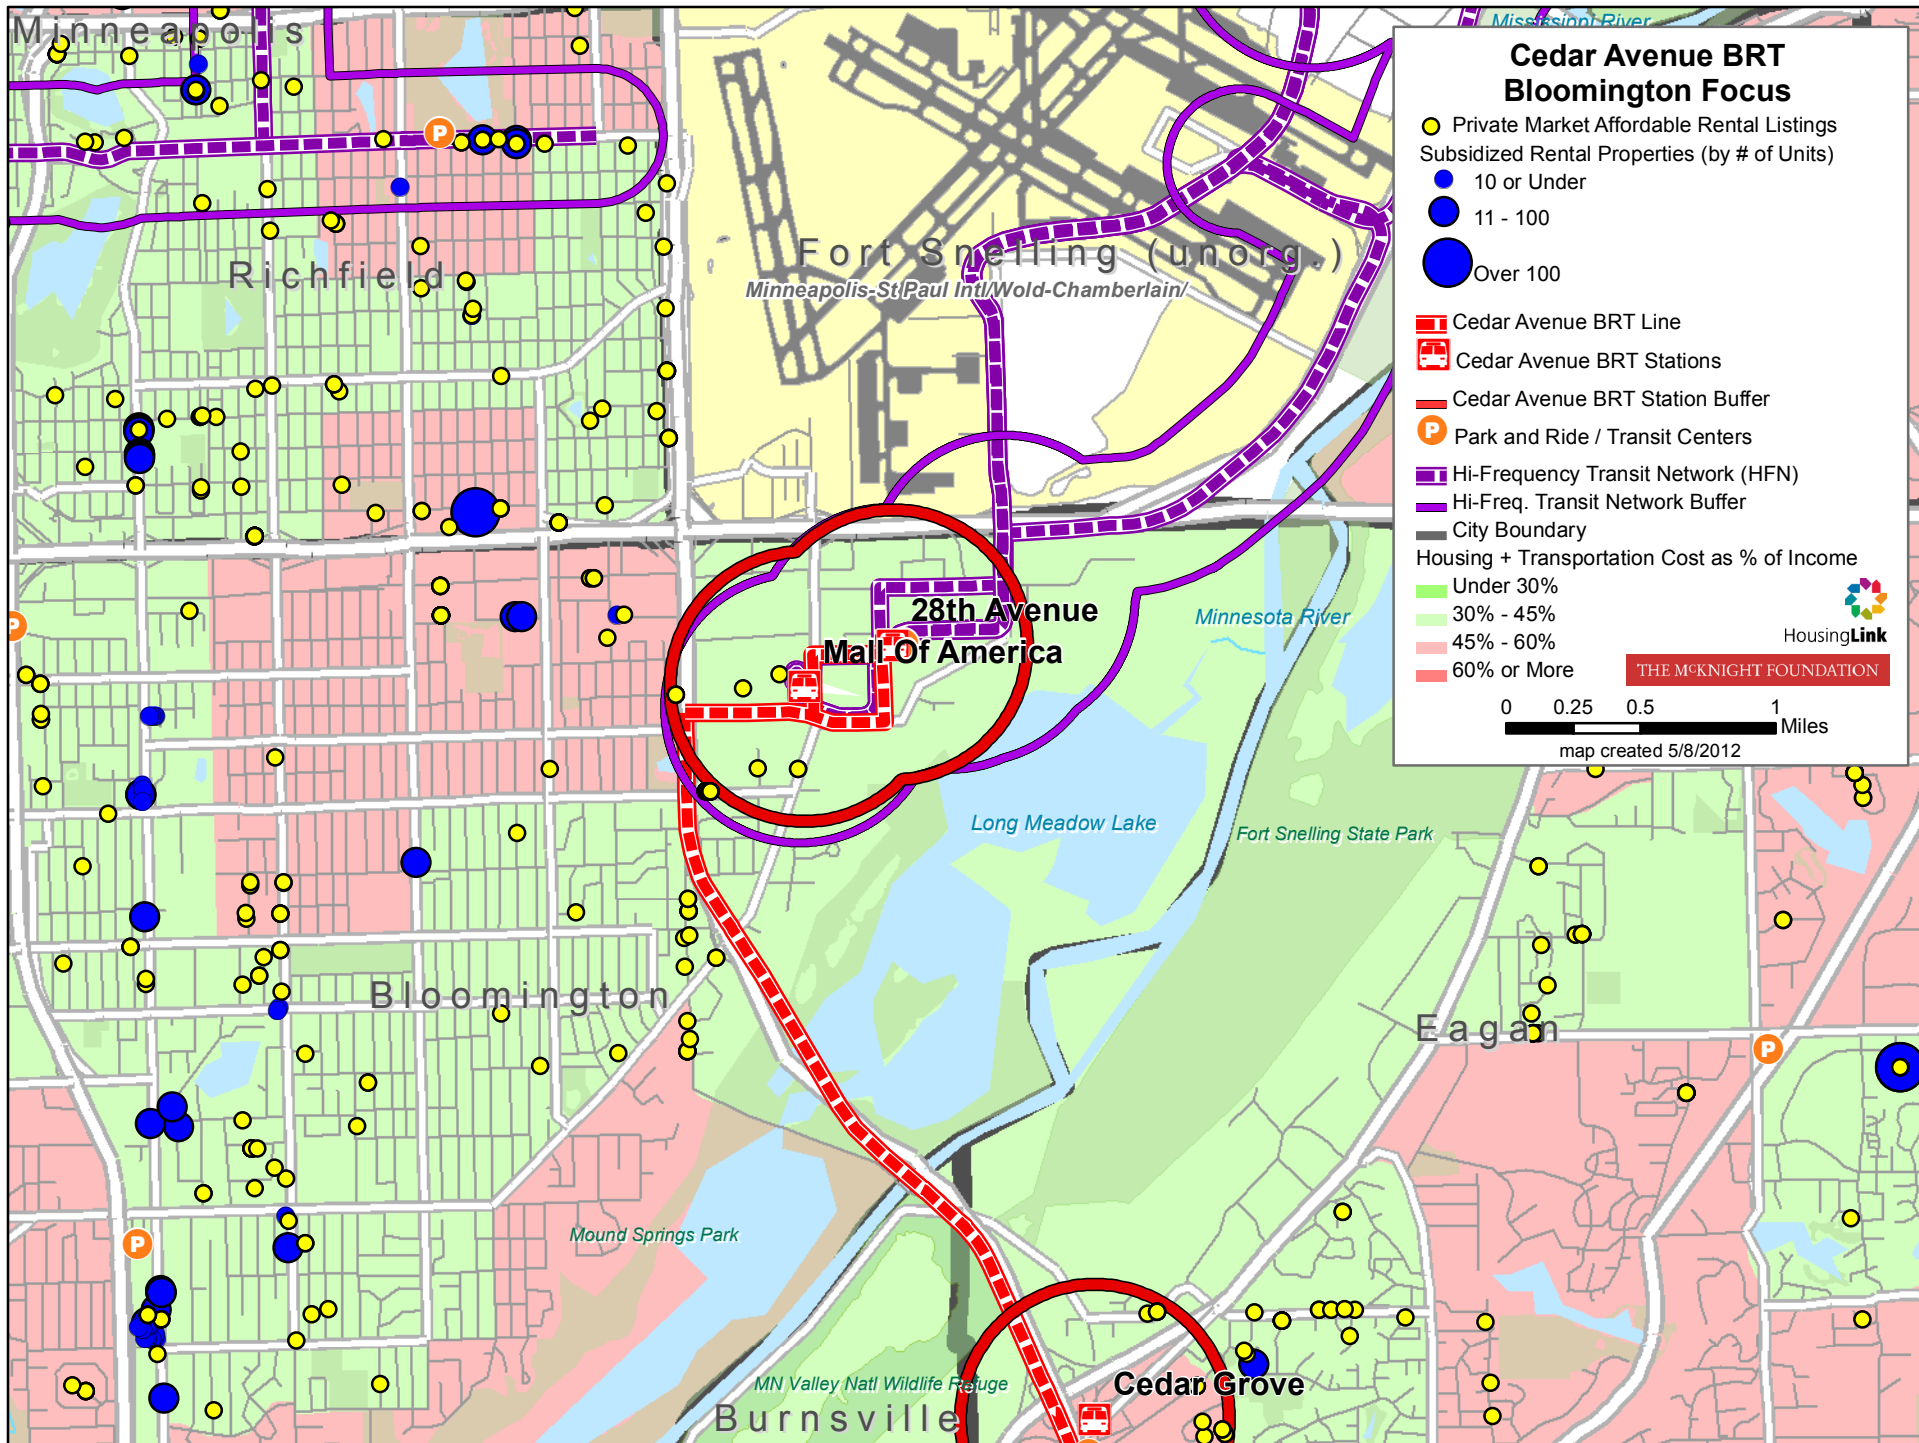 Minneapolis
Mississippi River
Cedar Avenue BRT
Bloomington Focus
Private Market Affordable Rental Listings
Subsidized Rental Properties (by # of Units)
10 or Under
11 - 100
Over 100
Cedar Avenue BRT Line
Cedar Avenue BRT Stations
Cedar Avenue BRT Station Buffer
P Park and Ride / Transit Centers
Hi-Frequency Transit Network (HFN)
Hi-Freq. Transit Network Buffer
City Boundary
Housing + Transportation Cost as % of Income
Under 30%
30% - 45%
45% - 60%
60% or More
HousingLink
THE McKNIGHT FOUNDATION
0 0.25 0.5 1
Miles
map created 5/8/2012
P
Fort Snelling (unorg.)
Richfield
Minneapolis-St Paul Intl/Wold-Chamberlain/
28th Avenue
Minnesota River
P
Mall Of America
Long Meadow Lake
Fort Snelling State Park
Bloomington
Eagan
P
Mound Springs Park
P
MN Valley Natl Wildlife Refuge
Cedar Grove
Burnsville